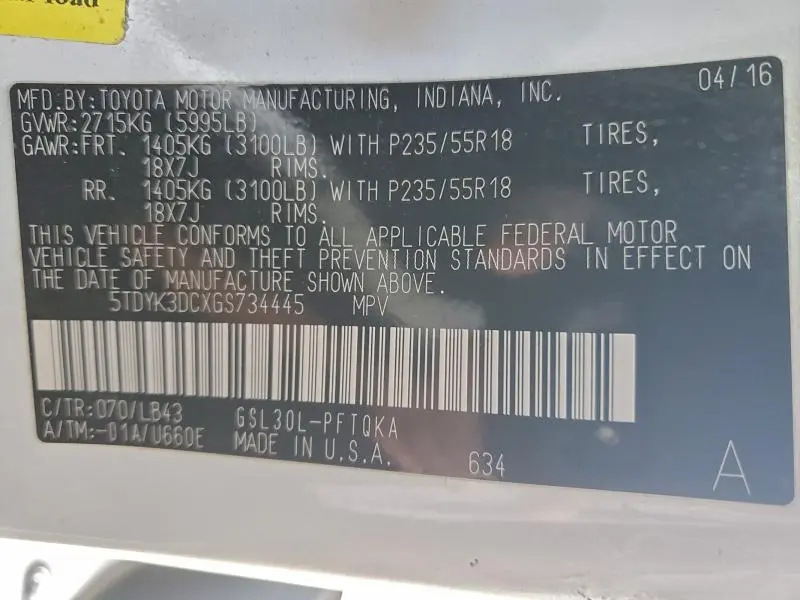 load
04/16
MFD.BY:TOYOTA MOTOR MANUFACTURING, INDIANA, INC.
GVWR:2715KG (5995LB)
GAWR:FRT. 1405KG (3100LB) WITH P235/55R18 TIRES,
18X7J RIMS.
RR. 1405KG (3100LB) WITH P235/55R18 TIRES,
18X7J RIMS.
THIS VEHICLE CONFORMS TO ALL APPLICABLE FEDERAL MOTOR
VEHICLE SAFETY AND THEFT PREVENTION STANDARDS IN EFFECT ON
THE DATE OF MANUFACTURE SHOWN ABOVE.
5TDYK3DCXGS734445 MPV
C/TR:070/LB43 GSL30L-PFTQKA
A/TM:-01A/U660E MADE IN U.S.A. 634 A